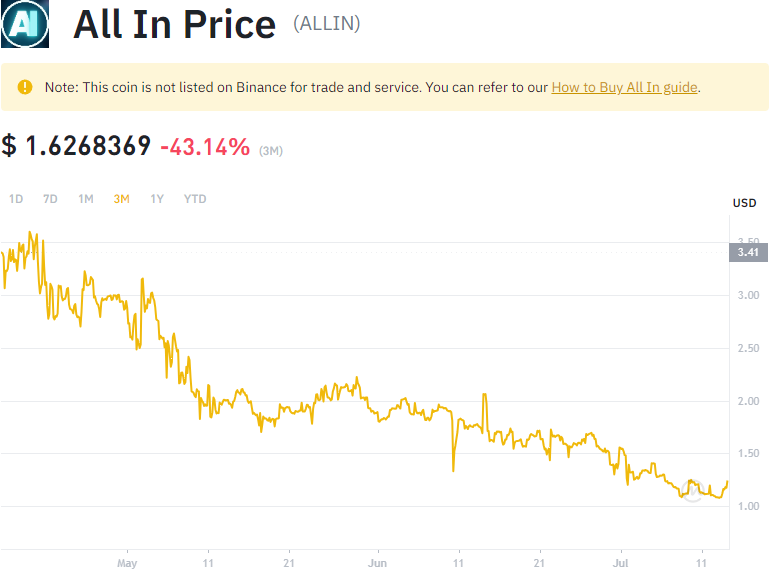 AI
All In Price (ALLIN)
Note: This coin is not listed on Binance for trade and service. You can refer to our How to Buy All In guide.
$ 1.6268369 -43.14% (3M)
1D 7D 1M 3M 1Y YTD
USD
3.50
3.41
3.00
2.50
2.00
1.50
1.00
May 11 21 Jun 11 21 Jul 11